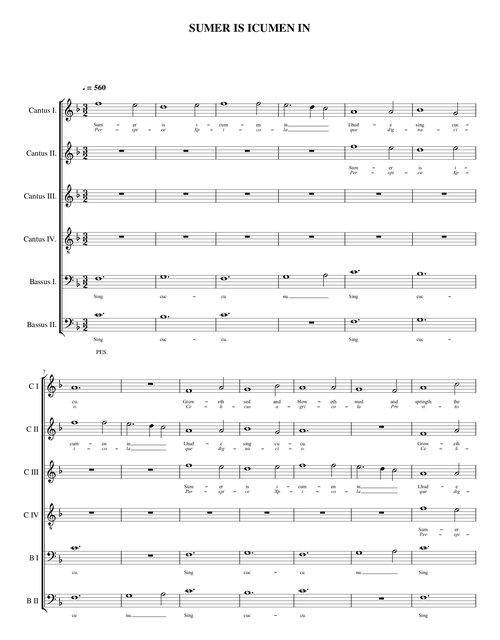 SUMER IS ICUMEN IN
♩. = 560
Cantus I.
Sum - er is i - cum - en in Lhud - e sing cuc -
Per - spi - ce Xp - i - co - la que dig - na - ci -
Cantus II.
Sum - er is i -
Per - spi - ce Xp -
Cantus III.
Cantus IV.
Bassus I.
Sing cuc - cu nu Sing cuc -
Bassus II.
Sing cuc - cu. Sing cuc -
PES.
7
C I
cu. Grow - eth sed and blow - eth med and springth the
o. Ce - li - cus a - gri - co - la Pro vi - tis
C II
cum - en in Lhud - e sing cuc - cu. Grow - eth
i - co - la que dig - na - ci - o. Ce - li -
C III
Sum - er is i - cum - en in Lhud - e
Per - spi - ce Xp - i - co - la que dig -
C IV
Sum - er
Per - spi -
B I
cu. Sing cuc - cu nu Sing
B II
cu nu Sing cuc - cu. Sing